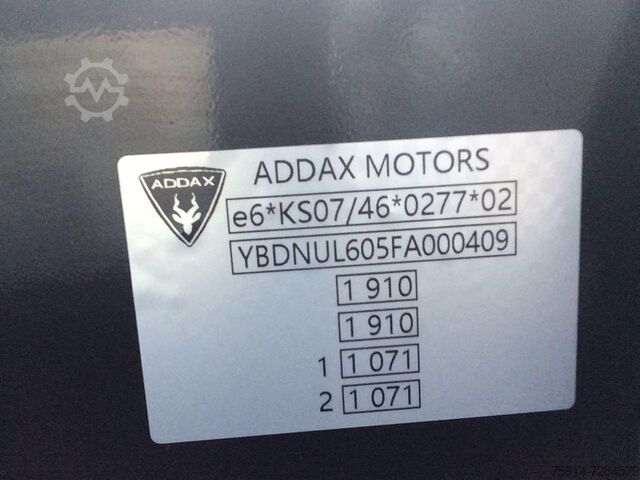 ADDAX
ADDAX MOTORS
e6*KS07/46*0277*02
YBDNUL605FA000409
1 910
1 910
1 1 071
2 1 071
75914-7284579